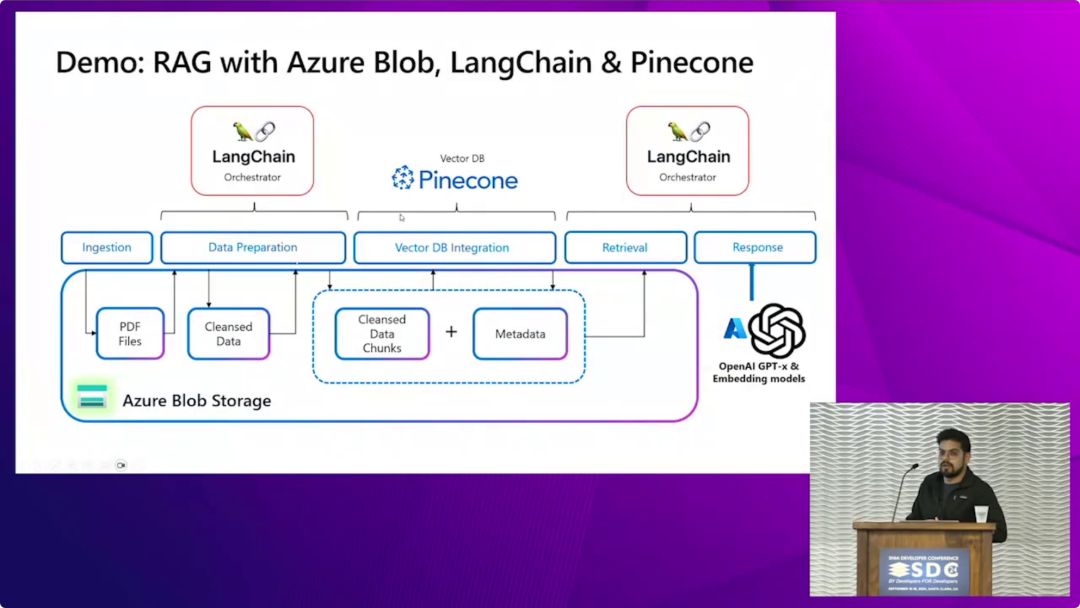 Demo: RAG with Azure Blob, LangChain & Pinecone
LangChain
Orchestrator
Vector DB
Pinecone
LangChain
Orchestrator
Ingestion
Data Preparation
Vector DB Integration
Retrieval
Response
PDF
Files
Cleansed
Data
Cleansed
Data
Chunks
+
Metadata
OpenAI GPT-x &
Embedding models
Azure Blob Storage
SNIA DEVELOPER CONFERENCE
SDC
BY Developers FOR Developers